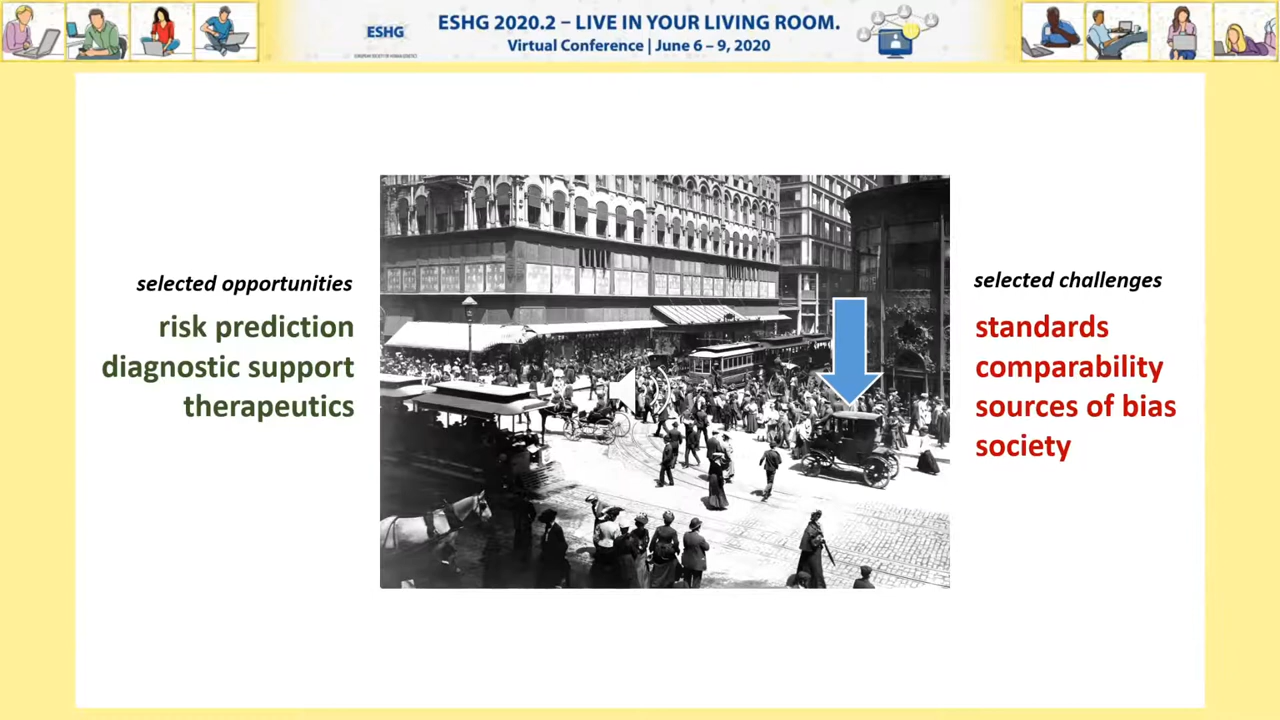 ESHG
ESHG 2020.2 – LIVE IN YOUR LIVING ROOM.
Virtual Conference | June 6 – 9, 2020
selected opportunities
risk prediction
diagnostic support
therapeutics
selected challenges
standards
comparability
sources of bias
society